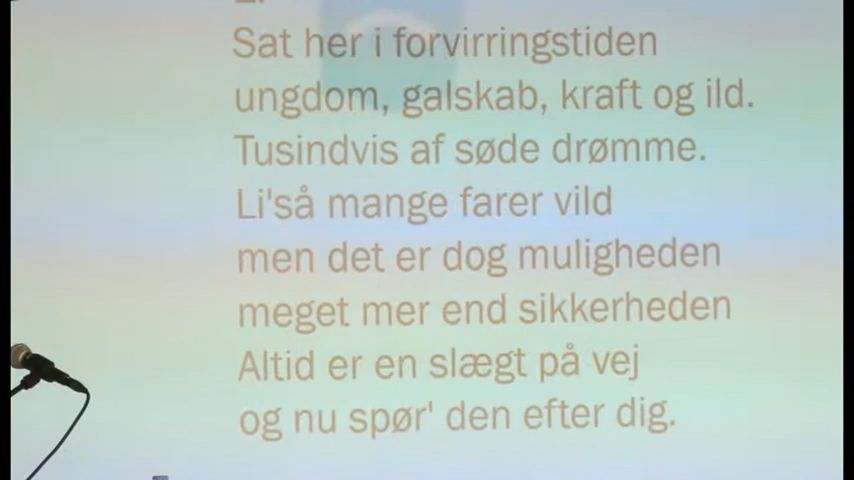 Sat her i forvirringstiden
ungdom, galskab, kraft og ild.
Tusindvis af søde drømme.
Li'så mange farer vild
men det er dog muligheden
meget mer end sikkerheden
Altid er en slægt på vej
og nu spør' den efter dig.